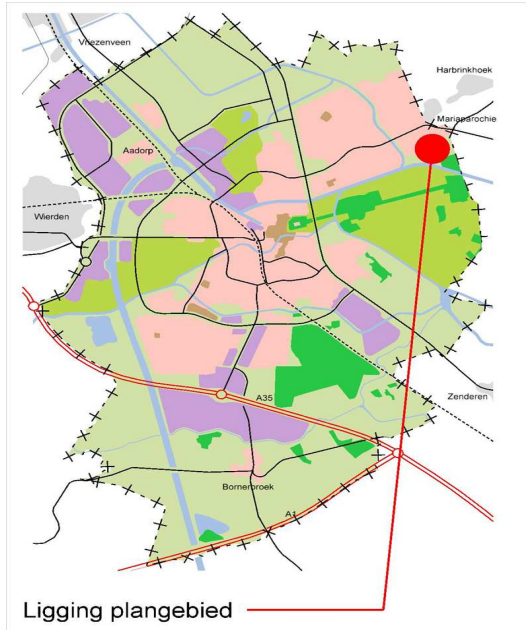 Vriezenveen
Harbrinkhoek
Mariaparochie
Aadorp
Wierden
A35
Zenderen
Bornerbroek
A1
Ligging plangebied